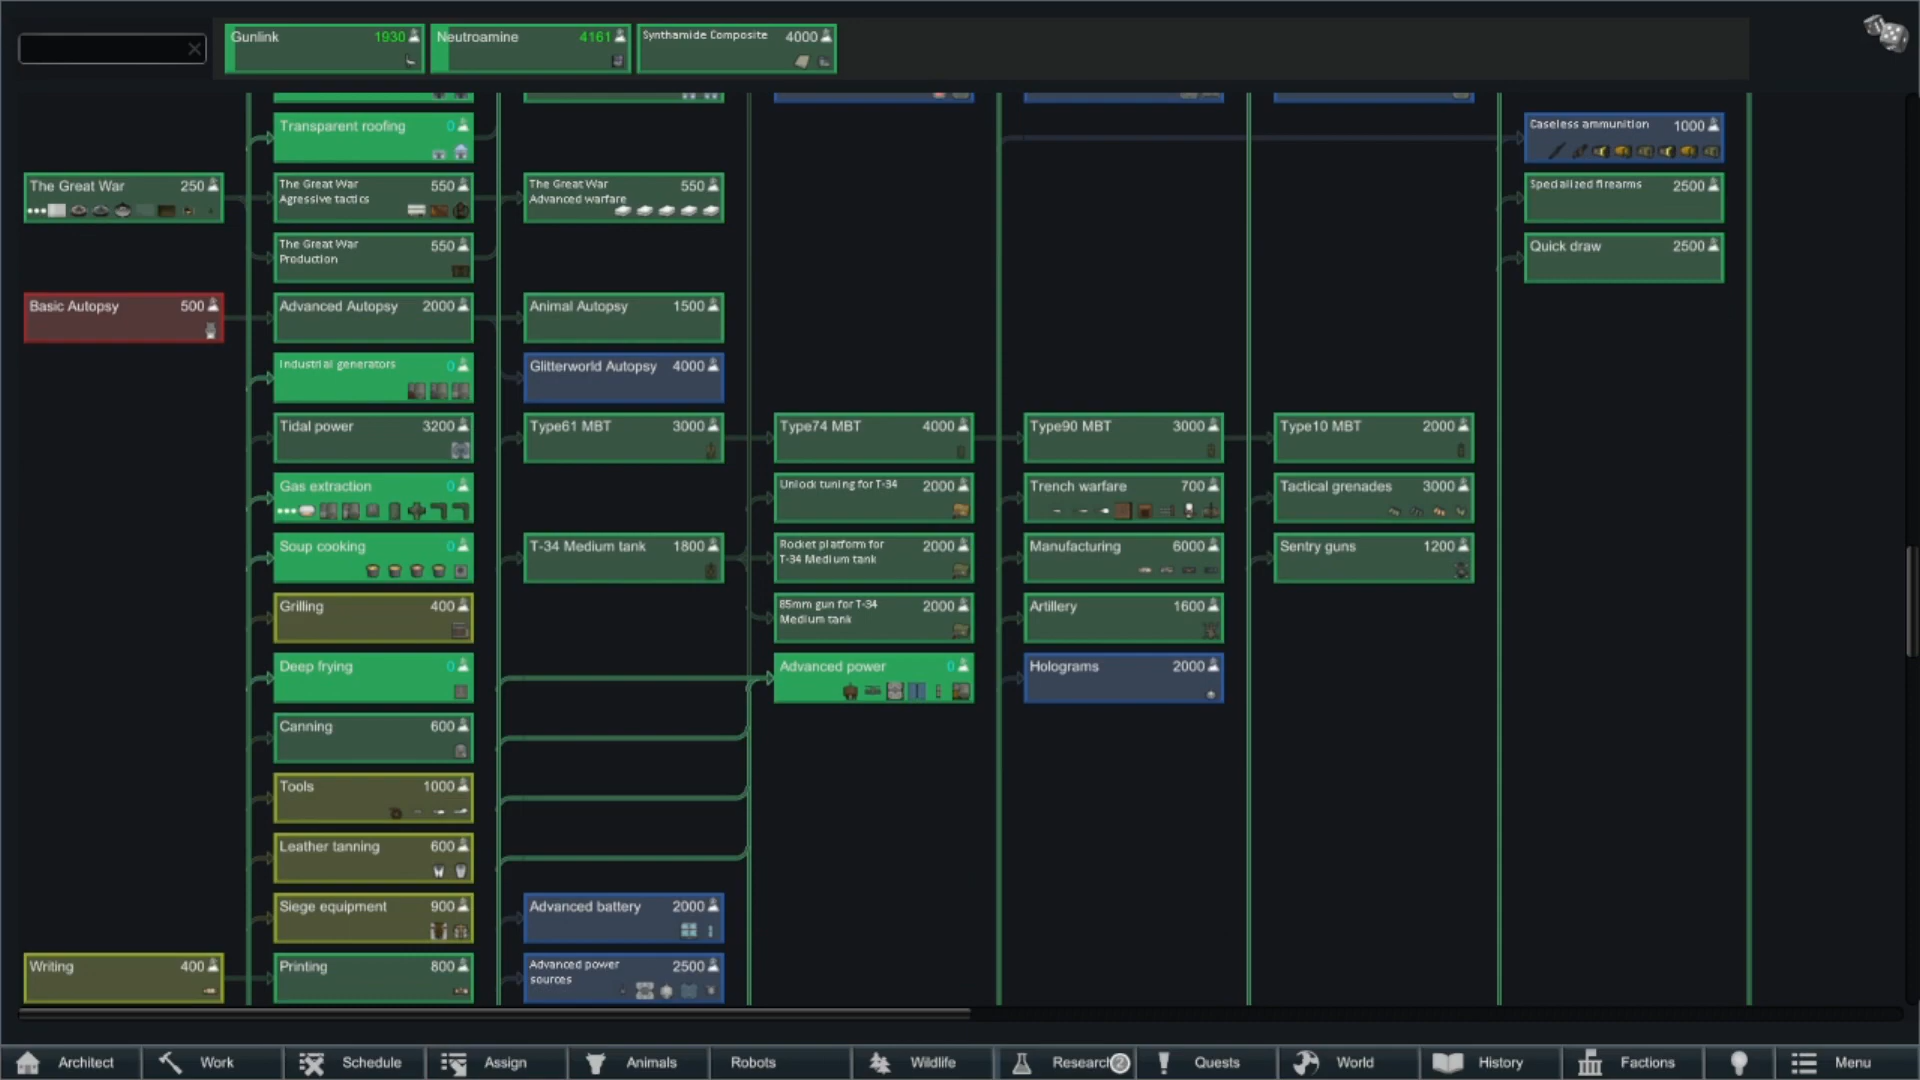 Gunlink 1930
Neutroamine 4161
Synthamide Composite 4000
Transparent roofing 0
Caseless ammunition 1000
The Great War 250
The Great War 550
Agressive tactics
The Great War 550
Advanced warfare
Specialized firearms 2500
The Great War 550
Production
Quick draw 2500
Basic Autopsy 500
Advanced Autopsy 2000
Animal Autopsy 1500
Industrial generators 0
Glitterworld Autopsy 4000
Tidal power 3200
Type61 MBT 3000
Type74 MBT 4000
Type90 MBT 3000
Type10 MBT 2000
Gas extraction 0
Unlock tuning for T-34 2000
Trench warfare 700
Tactical grenades 3000
Soup cooking 0
T-34 Medium tank 1800
Rocket platform for 2000
T-34 Medium tank
Manufacturing 6000
Sentry guns 1200
Grilling 400
85mm gun for T-34 2000
Medium tank
Artillery 1600
Deep frying 0
Advanced power 0
Holograms 2000
Canning 600
Tools 1000
Leather tanning 600
Siege equipment 900
Advanced battery 2000
Writing 400
Printing 800
Advanced power 2500
sources
Architect Work Schedule Assign Animals Robots Wildlife Research 2 Quests World History Factions Menu